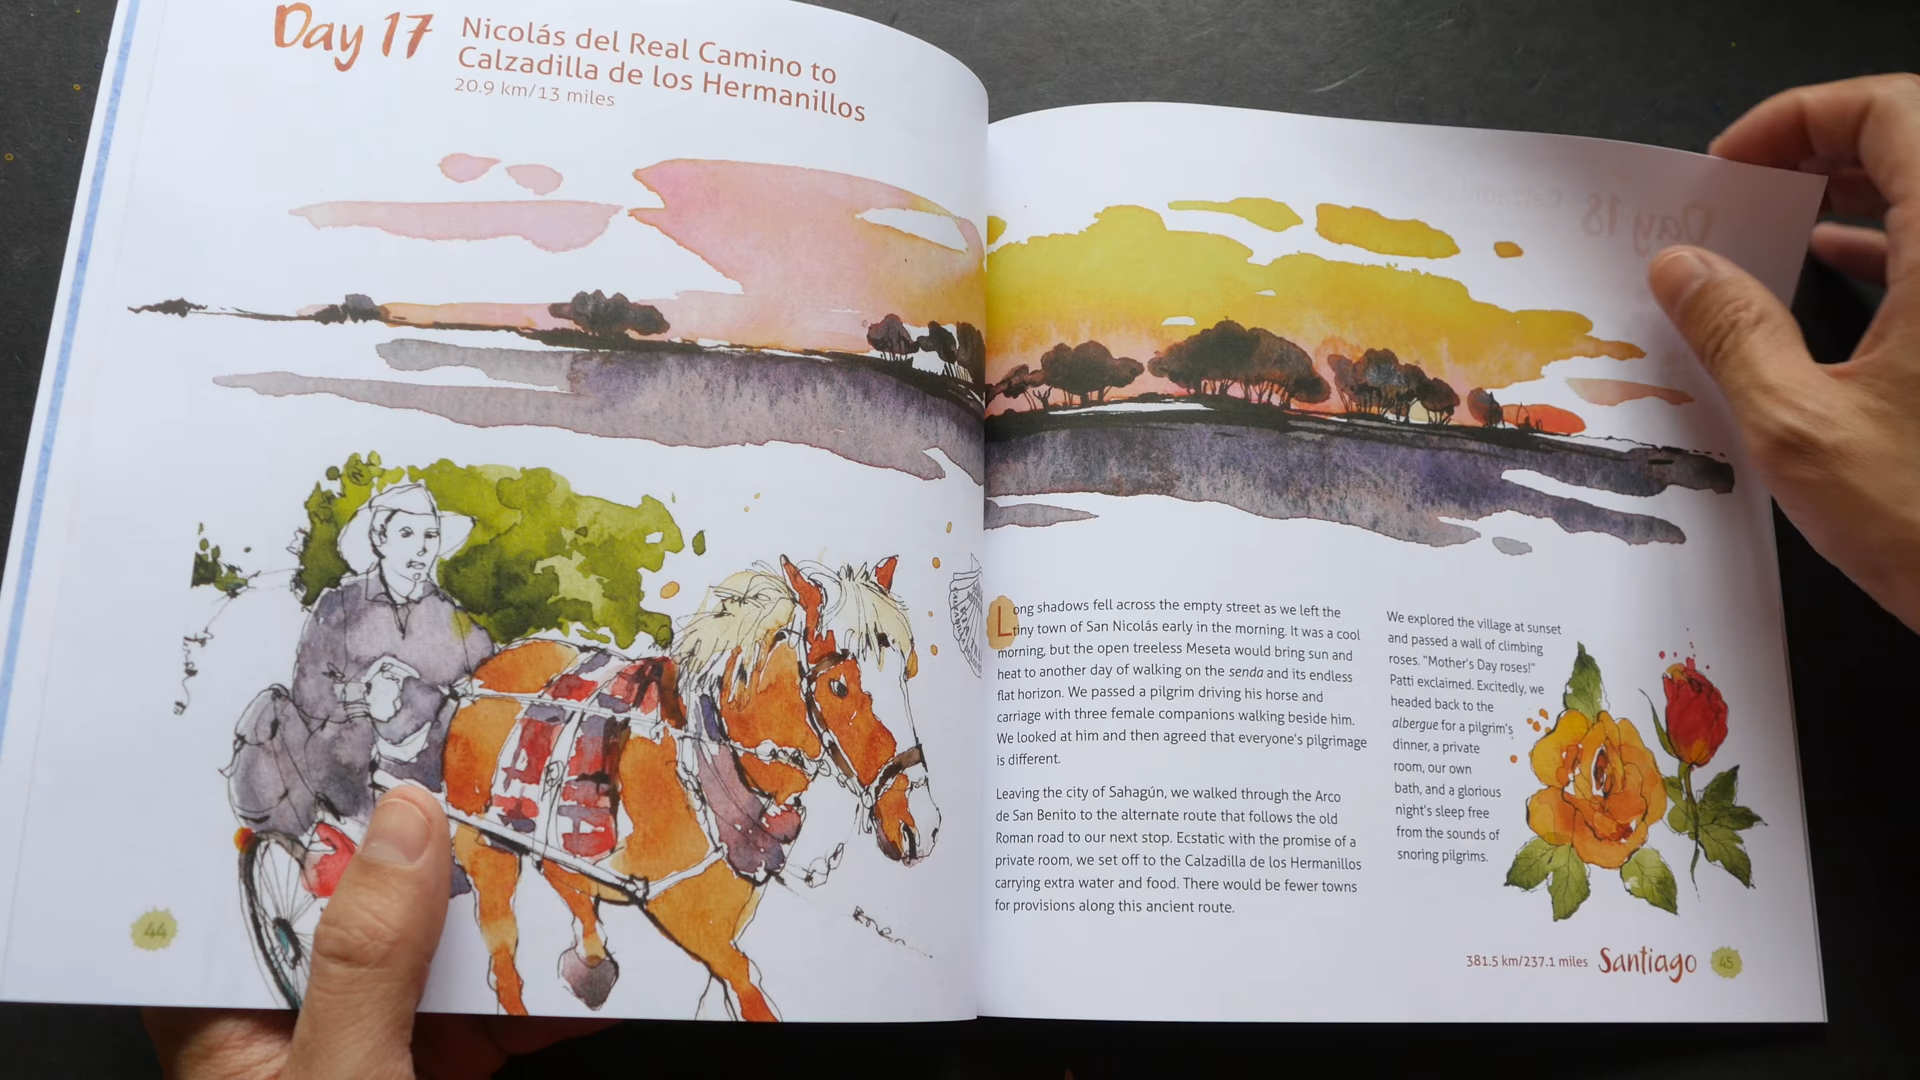 Day 17
Nicolás del Real Camino to
Calzadilla de los Hermanillos
20.9 km/13 miles
44
Long shadows fell across the empty street as we left the
tiny town of San Nicolás early in the morning. It was a cool
morning, but the open treeless Meseta would bring sun and
heat to another day of walking on the senda and its endless
flat horizon. We passed a pilgrim driving his horse and
carriage with three female companions walking beside him.
We looked at him and then agreed that everyone's pilgrimage
is different.
Leaving the city of Sahagún, we walked through the Arco
de San Benito to the alternate route that follows the old
Roman road to our next stop. Ecstatic with the promise of a
private room, we set off to the Calzadilla de los Hermanillos
carrying extra water and food. There would be fewer towns
for provisions along this ancient route.
We explored the village at sunset
and passed a wall of climbing
roses. "Mother's Day roses!"
Patti exclaimed. Excitedly, we
headed back to the
albergue for a pilgrim's
dinner, a private
room, our own
bath, and a glorious
night's sleep free
from the sounds of
snoring pilgrims.
381.5 km/237.1 miles Santiago 45
Day 18